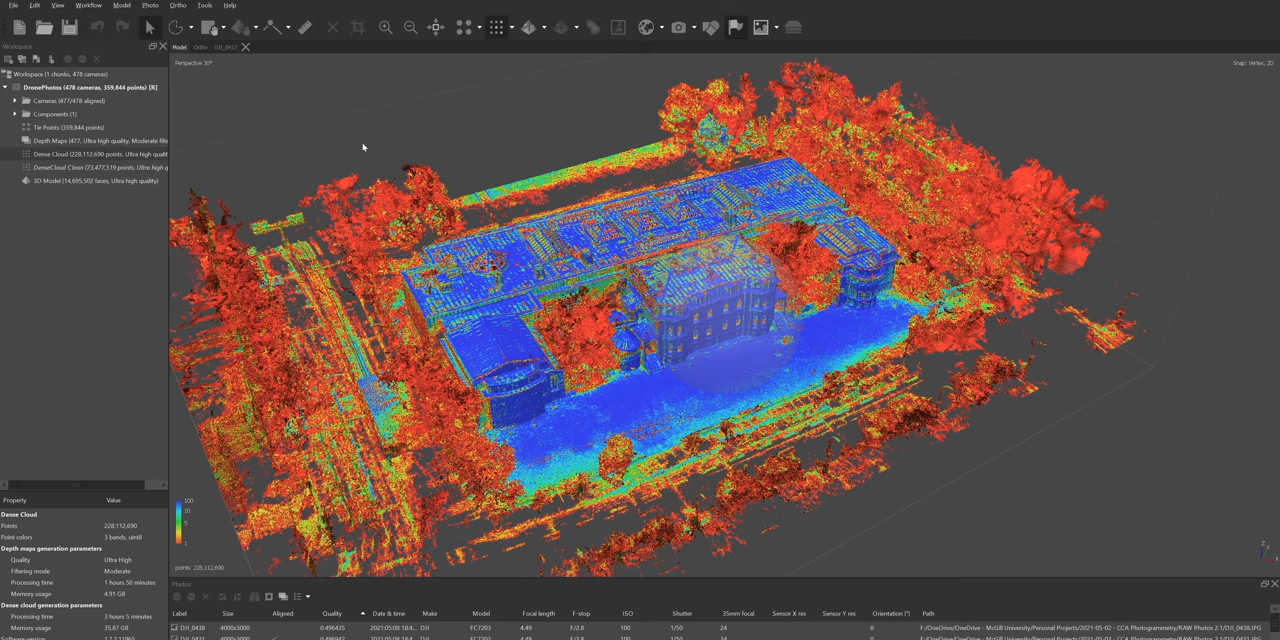 File Edit View Workflow Model Photo Ortho Tools Help
Workspace
Model Ortho DJI_0417
Perspective 30°
Snap: Vertex, 2D
Workspace (1 chunks, 478 cameras)
DronePhotos (478 cameras, 359,844 points) [R]
Cameras (477/478 aligned)
Components (1)
Tie Points (359,844 points)
Depth Maps (477, Ultra high quality, Moderate filte
Dense Cloud (228,112,690 points, Ultra high qualit
DenseCloud Clean (73,477,519 points, Ultra high q
3D Model (14,695,502 faces, Ultra high quality)
Property Value
Dense Cloud
Points 228,112,690
Point colors 3 bands, uint8
Depth maps generation parameters
Quality Ultra High
Filtering mode Moderate
Processing time 1 hours 50 minutes
Memory usage 4.91 GB
Dense cloud generation parameters
Processing time 3 hours 5 minutes
Memory usage 35.87 GB
100
10
5
1
points: 228,112,690
Z
Photos
Label Size Aligned Quality Date & time Make Model Focal length F-stop ISO Shutter 35mm focal Sensor X res Sensor Y res Orientation (°) Path
DJI_0438 4000x3000 0.496435 2021:05:08 18:4... DJI FC7203 4.49 F/2.8 100 1/50 24 0 F:/OneDrive/OneDrive - McGill University/Personal Projects/2021-05-02 - CCA Photogrammetry/RAW Photos 2.1/DJI_0438.JPG